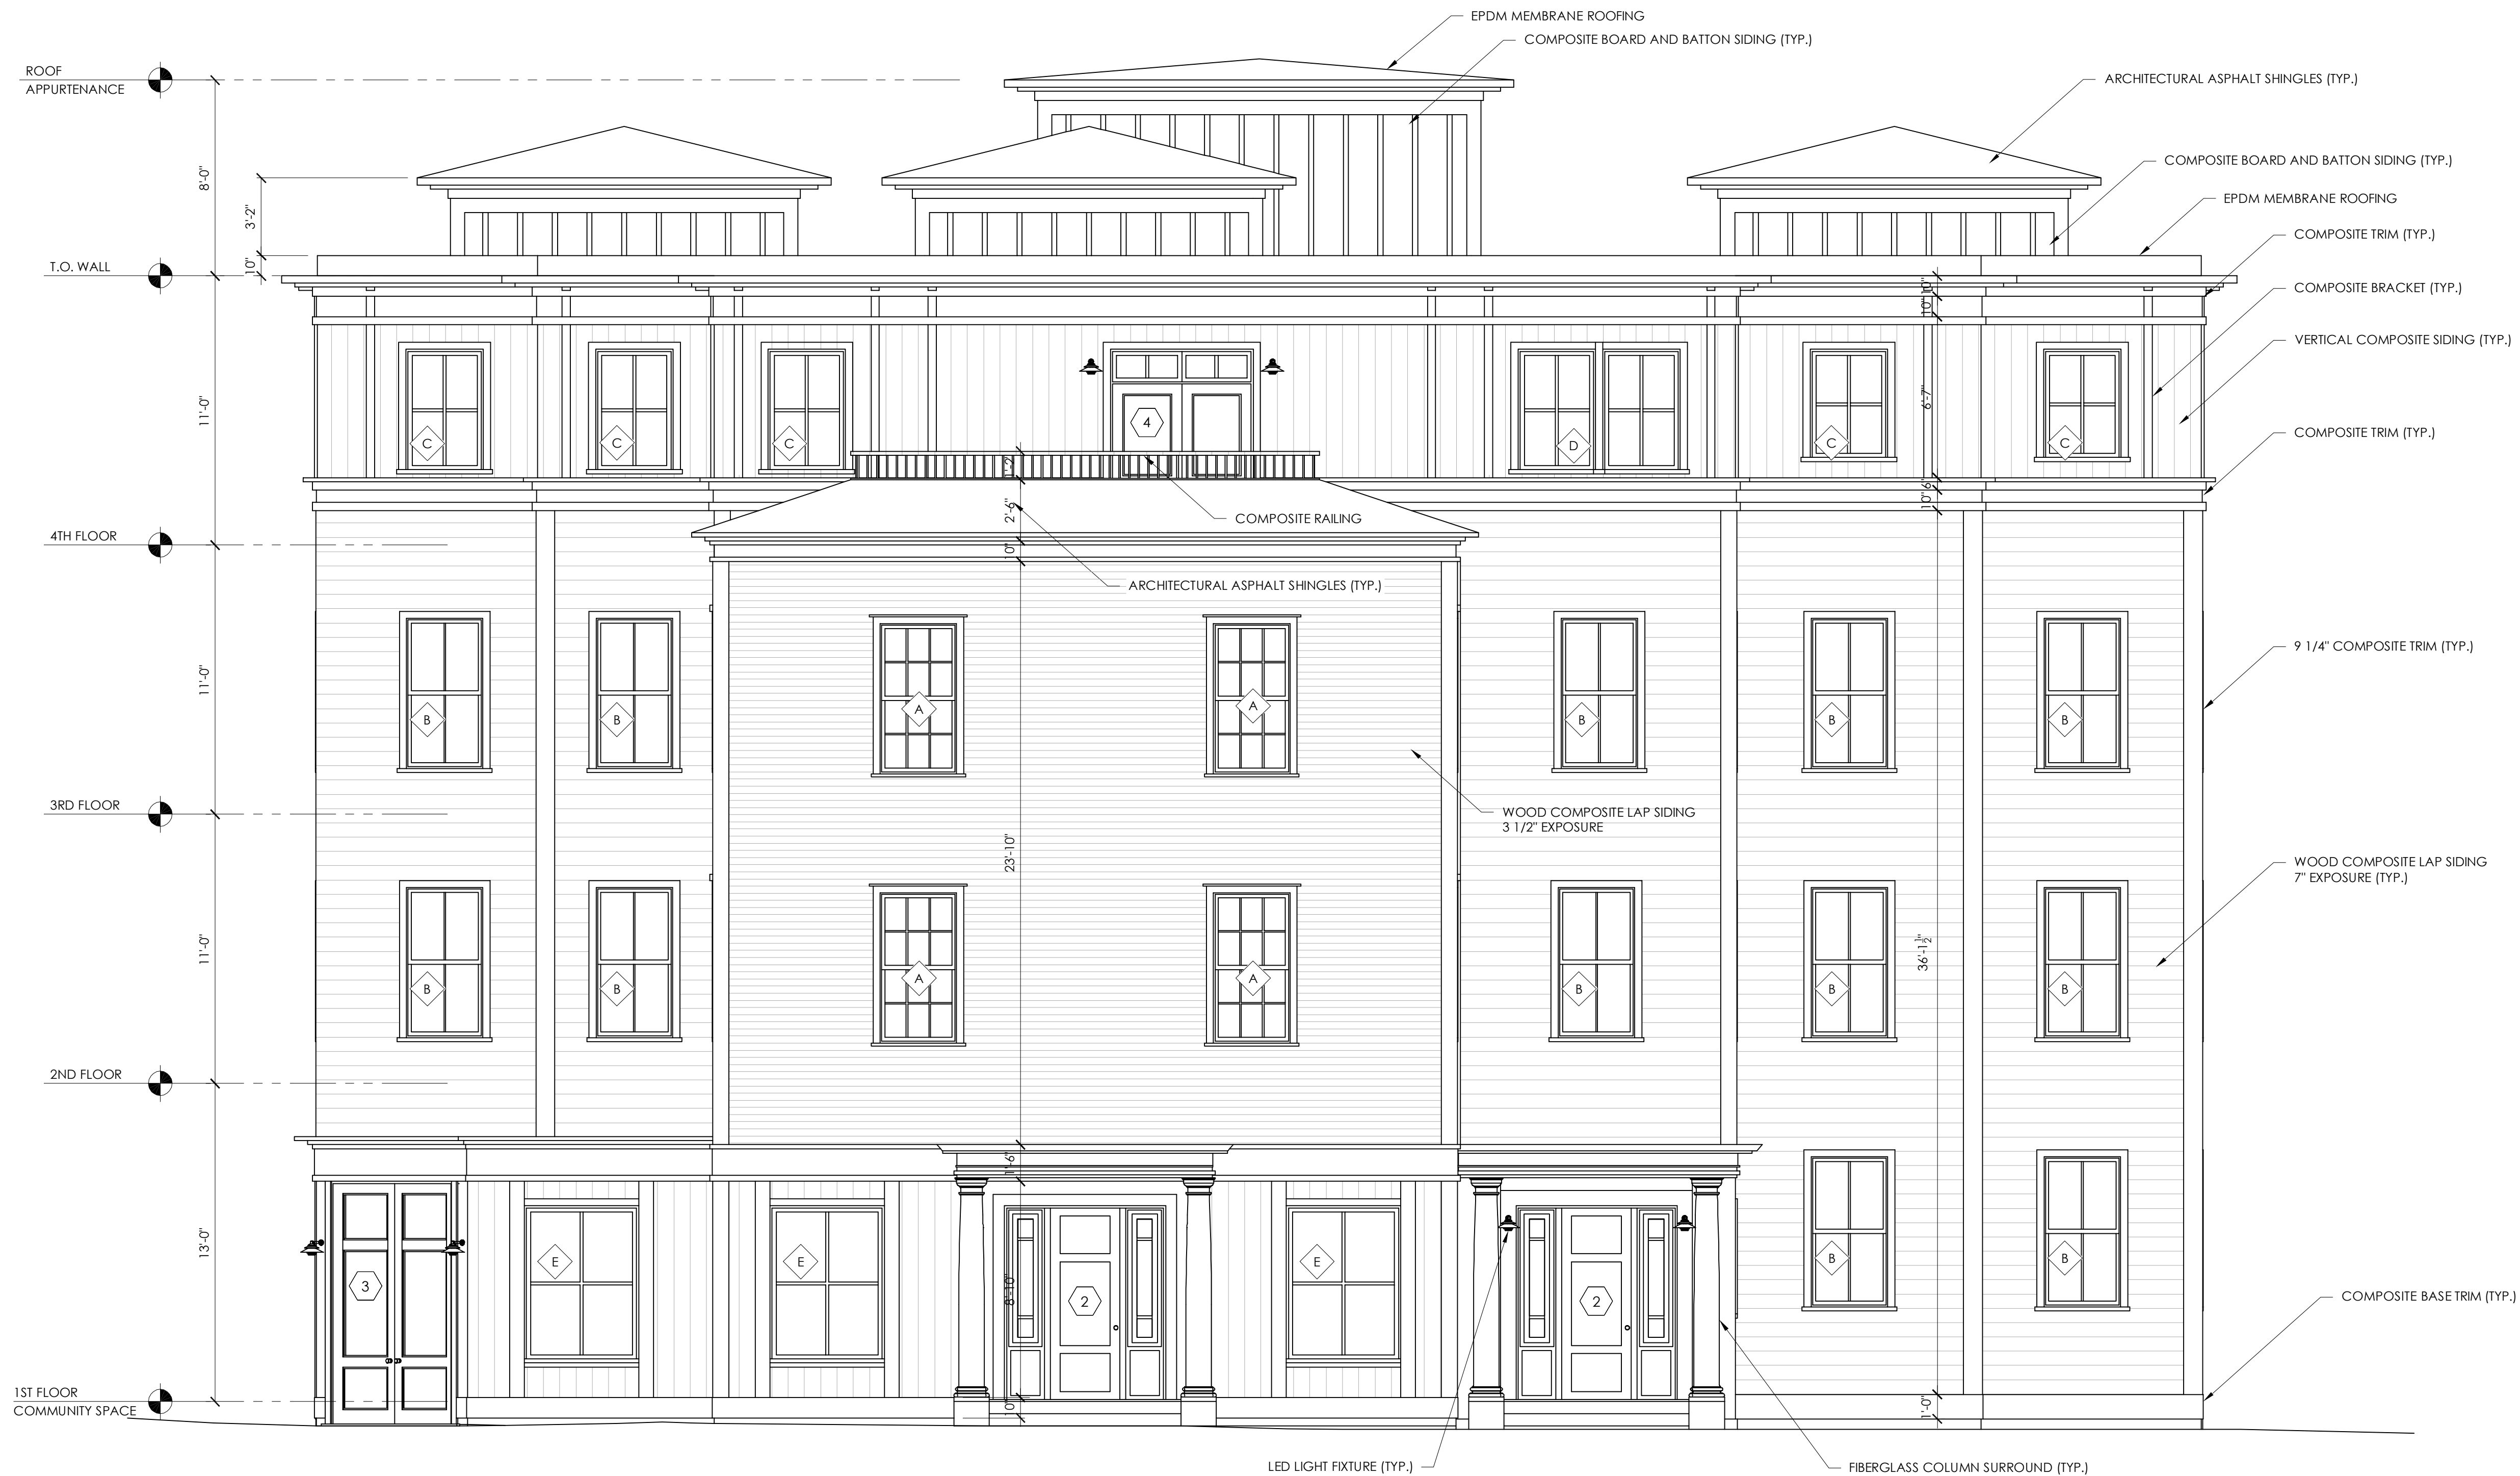 EPDM MEMBRANE ROOFING
COMPOSITE BOARD AND BATTON SIDING (TYP.)
ROOF
APPURTENANCE
ARCHITECTURAL ASPHALT SHINGLES (TYP.)
8'-0"
COMPOSITE BOARD AND BATTON SIDING (TYP.)
EPDM MEMBRANE ROOFING
3'-2"
COMPOSITE TRIM (TYP.)
T.O. WALL
10"
10"
COMPOSITE BRACKET (TYP.)
10"
VERTICAL COMPOSITE SIDING (TYP.)
11'-0"
6'-7"
4
C
C
C
D
C
C
COMPOSITE TRIM (TYP.)
1'-2"
6"
10"
2'-6"
COMPOSITE RAILING
4TH FLOOR
10"
ARCHITECTURAL ASPHALT SHINGLES (TYP.)
9 1/4" COMPOSITE TRIM (TYP.)
11'-0"
B
B
A
A
B
B
B
3RD FLOOR
WOOD COMPOSITE LAP SIDING
3 1/2" EXPOSURE
23'-10"
WOOD COMPOSITE LAP SIDING
7" EXPOSURE (TYP.)
11'-0"
36'-1 1/2"
B
B
A
A
B
B
B
2ND FLOOR
1'-6"
13'-0"
E
E
E
B
B
3
8'-10"
2
2
COMPOSITE BASE TRIM (TYP.)
1ST FLOOR
COMMUNITY SPACE
10"
1'-0"
LED LIGHT FIXTURE (TYP.)
FIBERGLASS COLUMN SURROUND (TYP.)